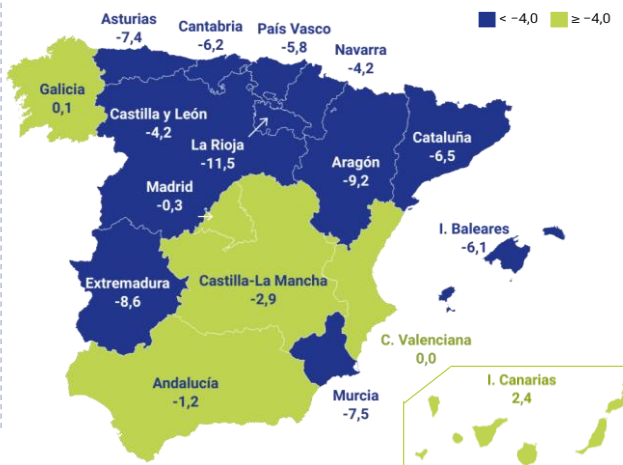 < −4,0
≥ −4,0
Asturias
-7,4
Cantabria
-6,2
País Vasco
-5,8
Navarra
-4,2
Galicia
0,1
Castilla y León
-4,2
La Rioja
-11,5
Aragón
-9,2
Cataluña
-6,5
Madrid
-0,3
I. Baleares
-6,1
Extremadura
-8,6
Castilla-La Mancha
-2,9
C. Valenciana
0,0
Andalucía
-1,2
Murcia
-7,5
I. Canarias
2,4